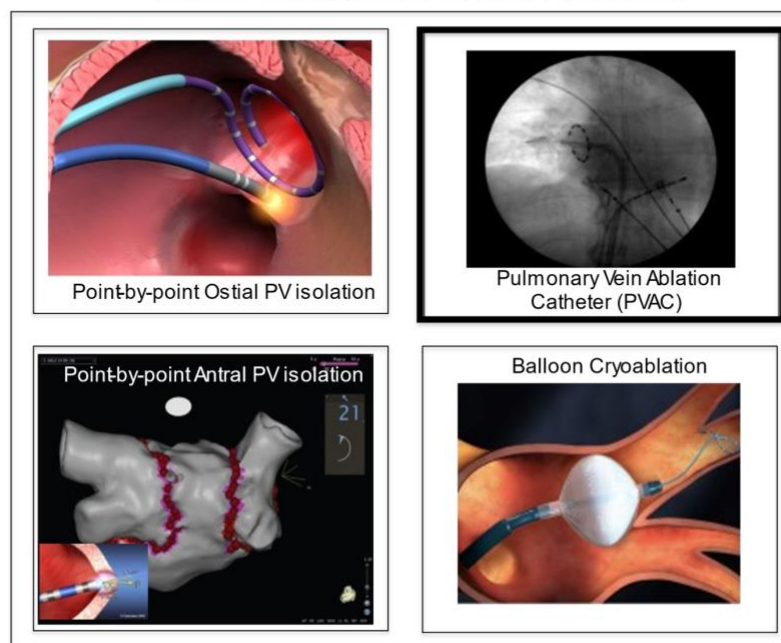 Point-by-point Ostial PV isolation
Pulmonary Vein Ablation
Catheter (PVAC)
Point-by-point Antral PV isolation
21
Balloon Cryoablation